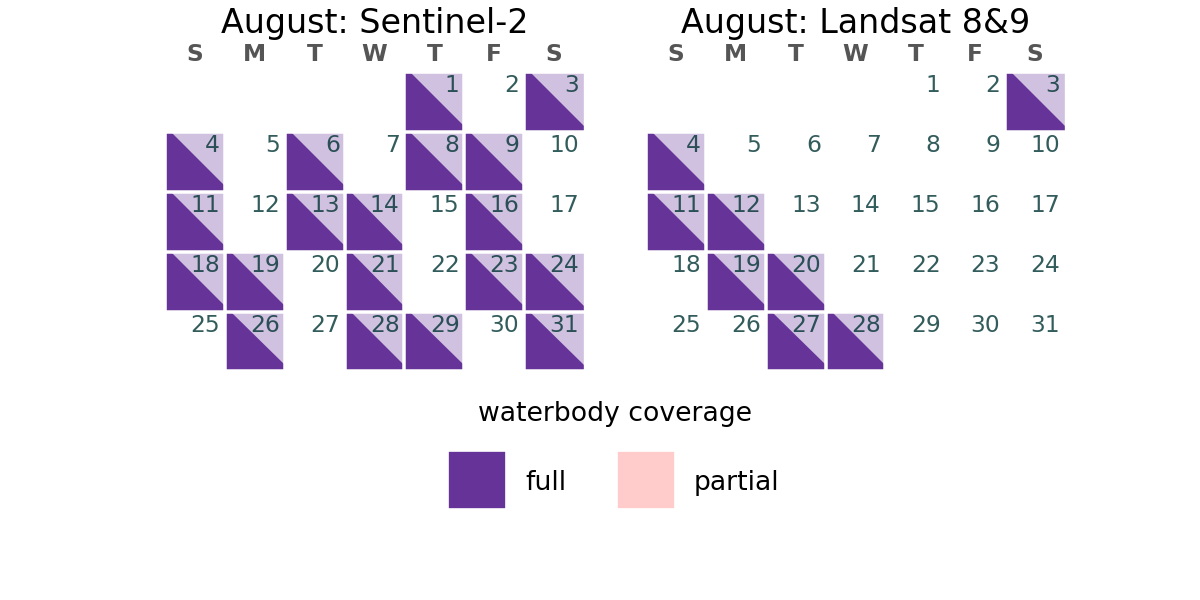 August: Sentinel-2
S M T W T F S
1 2 3
4 5 6 7 8 9 10
11 12 13 14 15 16 17
18 19 20 21 22 23 24
25 26 27 28 29 30 31
August: Landsat 8&9
S M T W T F S
1 2 3
4 5 6 7 8 9 10
11 12 13 14 15 16 17
18 19 20 21 22 23 24
25 26 27 28 29 30 31
waterbody coverage
full partial